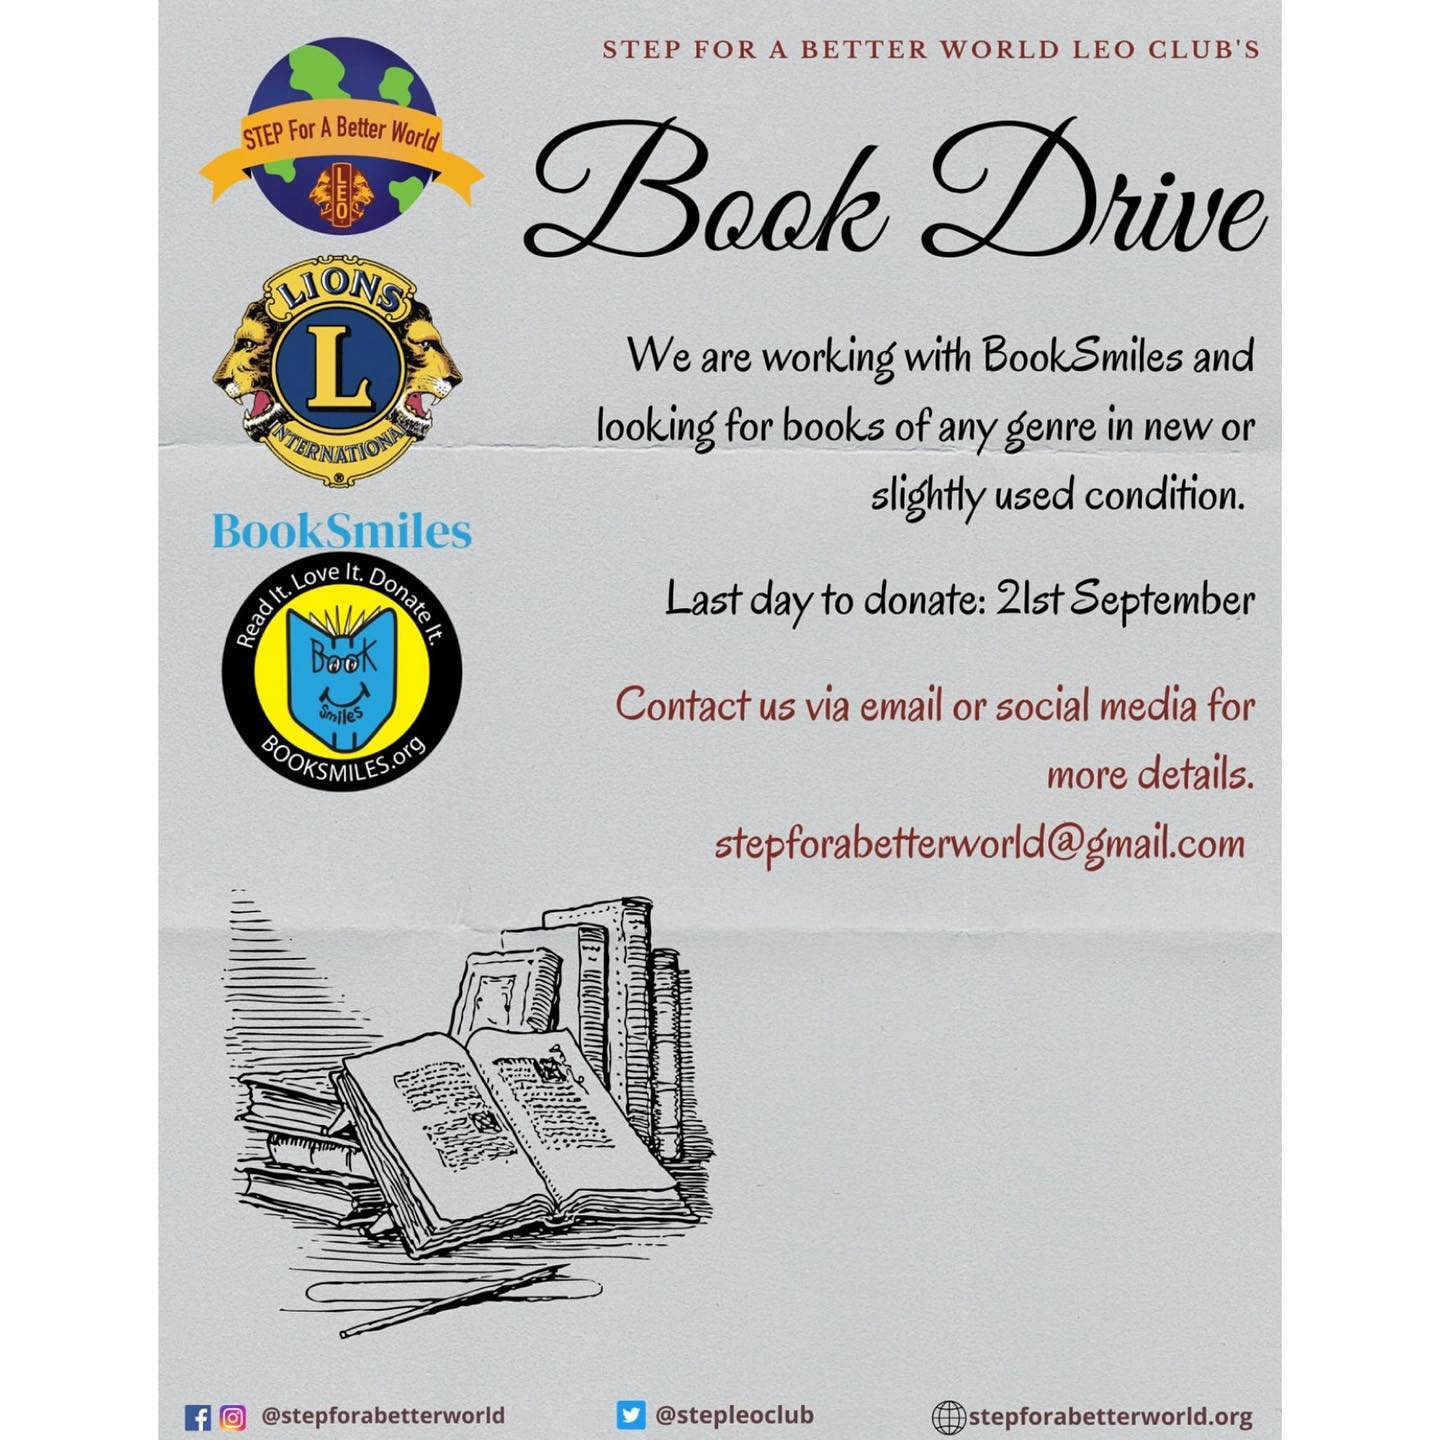 STEP FOR A BETTER WORLD LEO CLUB'S
Book Drive
STEP For A Better World
LEO
LIONS
L
INTERNATIONAL
®
BookSmiles
Read It. Love It. Donate It.
BooK
Smiles
BOOKSMILES.org
We are working with BookSmiles and
looking for books of any genre in new or
slightly used condition.
Last day to donate: 21st September
Contact us via email or social media for
more details.
stepforabetterworld@gmail.com
@stepforabetterworld
@stepleoclub
stepforabetterworld.org